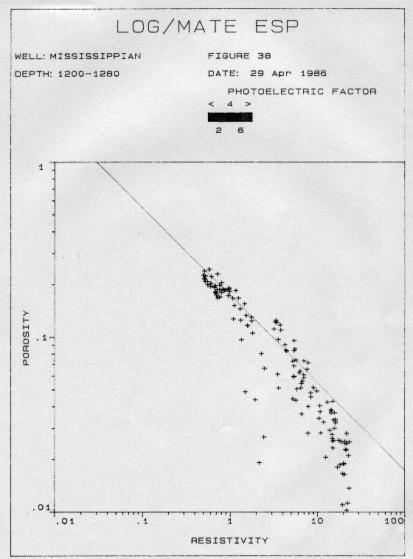 LOG/MATE ESP
WELL: MISSISSIPPIAN FIGURE 38
DEPTH: 1200-1280 DATE: 29 Apr 1986
PHOTOELECTRIC FACTOR
< 4 >
2 6
1
POROSITY
.1
.01
.01 .1 1 10 100
RESISTIVITY